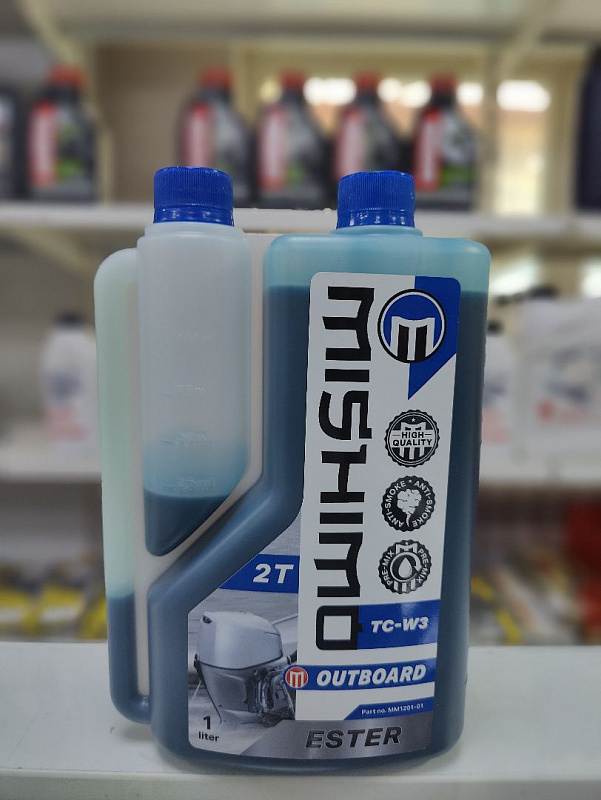 MISHIMO
HIGH
QUALITY
ANTI-SMOKE • ANTI-SMOKE
PRE-MIX PRE-MIX
2T
TC-W3
OUTBOARD
Part no. MM1201-01
1
liter
ESTER